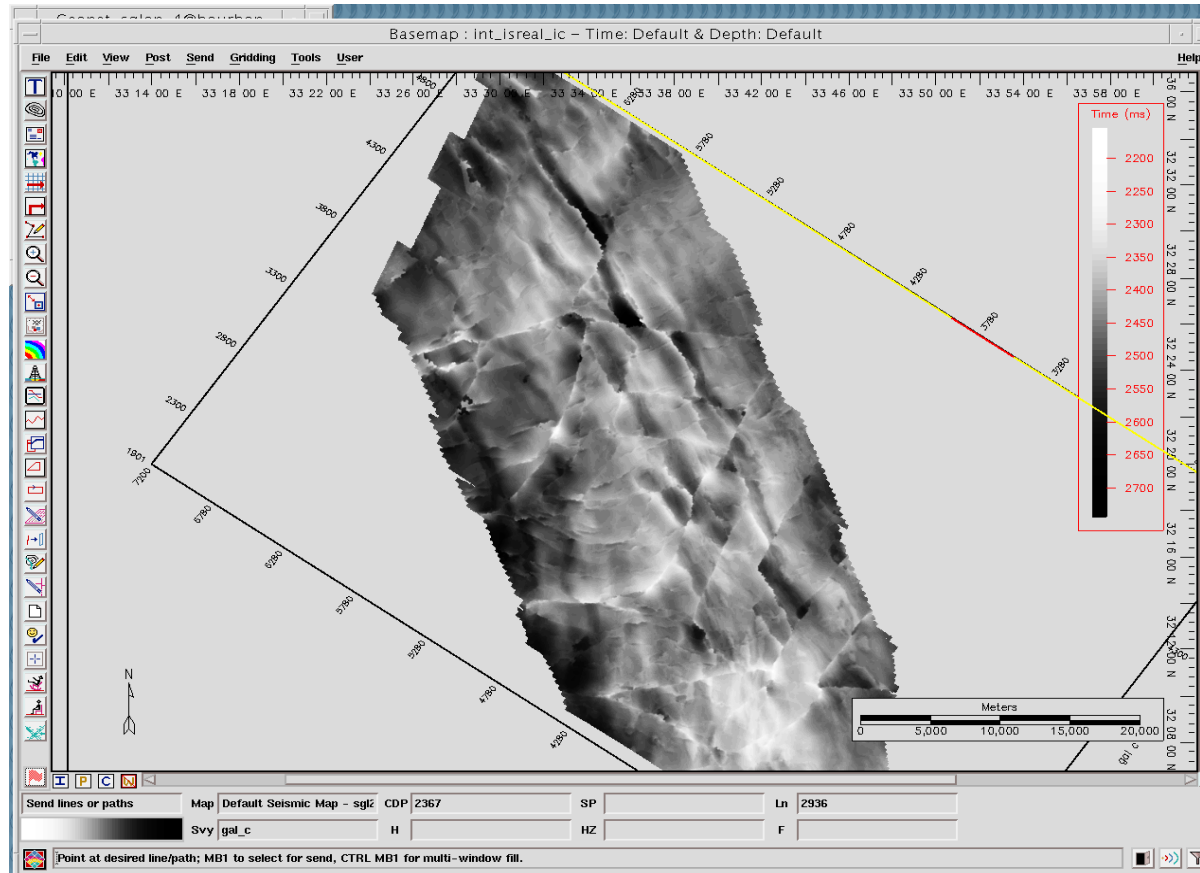 Basemap : int_isreal_ic – Time: Default & Depth: Default
File Edit View Post Send Gridding Tools User Help
33 14 00 E 33 18 00 E 33 22 00 E 33 26 00 E 33 30 00 E 33 34 00 E 33 38 00 E 33 42 00 E 33 46 00 E 33 50 00 E 33 54 00 E 33 58 00 E
4800
4300
3800
3300
2800
2300
1901
7200
6780
6280
5780
5280
4780
4280
6280
5780
5280
4780
4280
3780
3280
Time (ms)
2200
2250
2300
2350
2400
2450
2500
2550
2600
2650
2700
36 00 N
32 32 00 N
32 28 00 N
32 24 00 N
32 20 00 N
32 16 00 N
32 12 00 N
32 08 00 N
N
Meters
0 5,000 10,000 15,000 20,000
gal c
I P C N
Send lines or paths Map Default Seismic Map - CDP 2367 SP Ln 2936
Svy gal_c H HZ F
Point at desired line/path; MB1 to select for send, CTRL MB1 for multi-window fill.